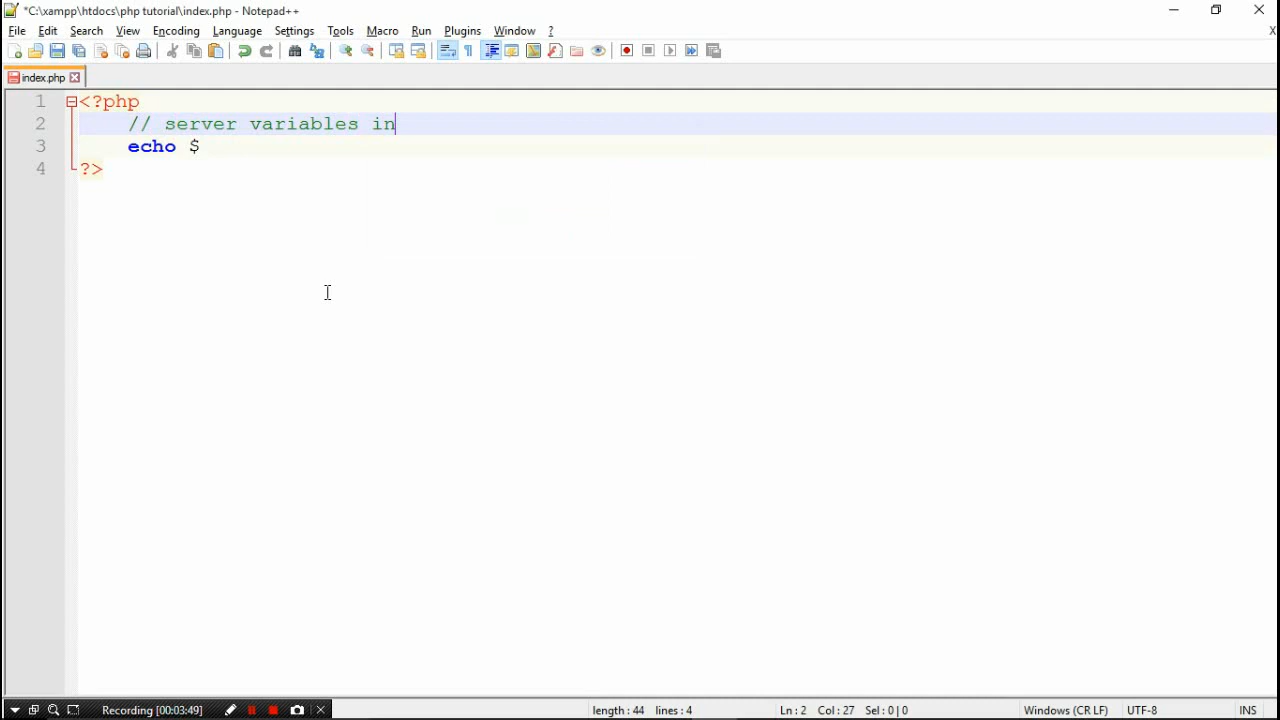 *C:\xampp\htdocs\php tutorial\index.php - Notepad++
File Edit Search View Encoding Language Settings Tools Macro Run Plugins Window ? X
index.php
1 <?php
2 // server variables in
3 echo $
4 ?>
Recording [00:03:49] length : 44 lines : 4 Ln : 2 Col : 27 Sel : 0 | 0 Windows (CR LF) UTF-8 INS